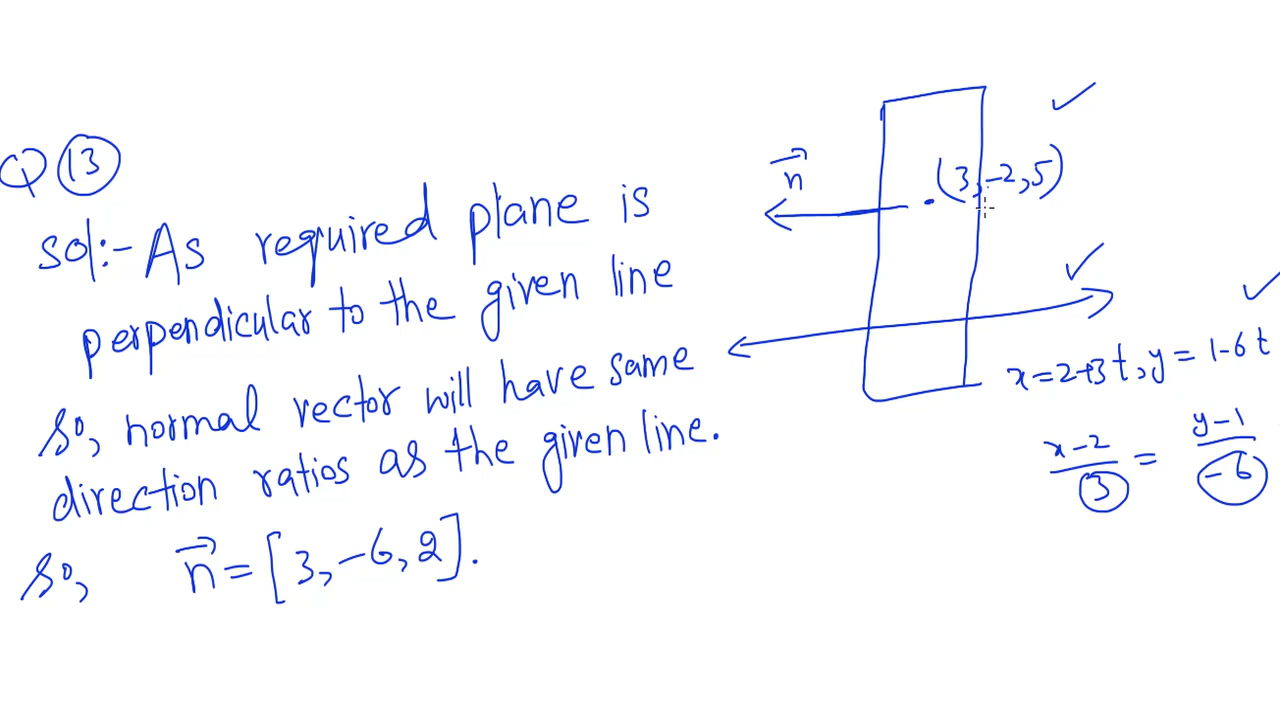 Q 13
sol:- As required plane is
perpendicular to the given line
so, normal vector will have same
direction ratios as the given line.
so, n⃗ = [3, -6, 2].
n⃗
(3, -2, 5)
x = 2+3t, y = 1-6t
x-2/3 = y-1/-6